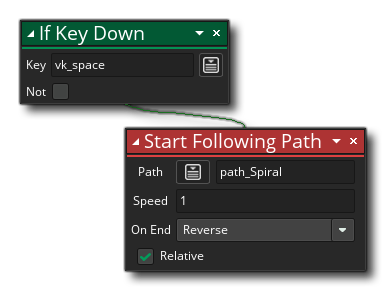 If Key Down
Key vk_space
Not
Start Following Path
Path path_Spiral
Speed 1
On End Reverse
Relative